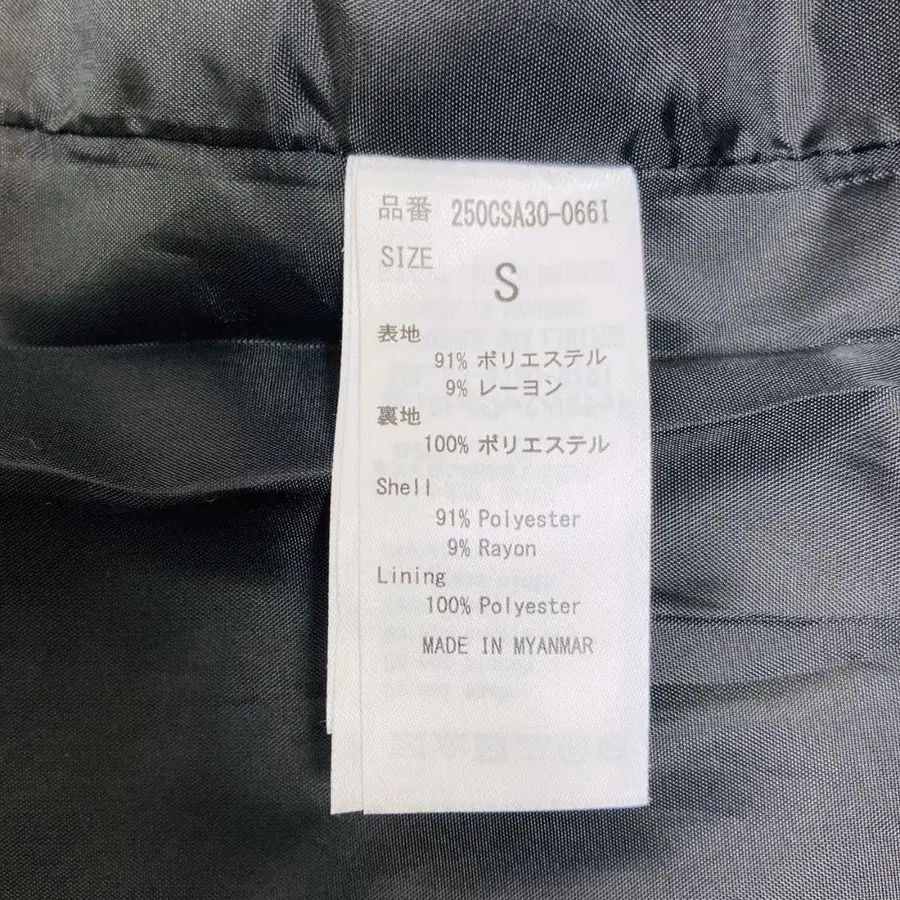 品番 250CSA30-066I
SIZE
S
表地
91% ポリエステル
9% レーヨン
裏地
100% ポリエステル
Shell
91% Polyester
9% Rayon
Lining
100% Polyester
MADE IN MYANMAR